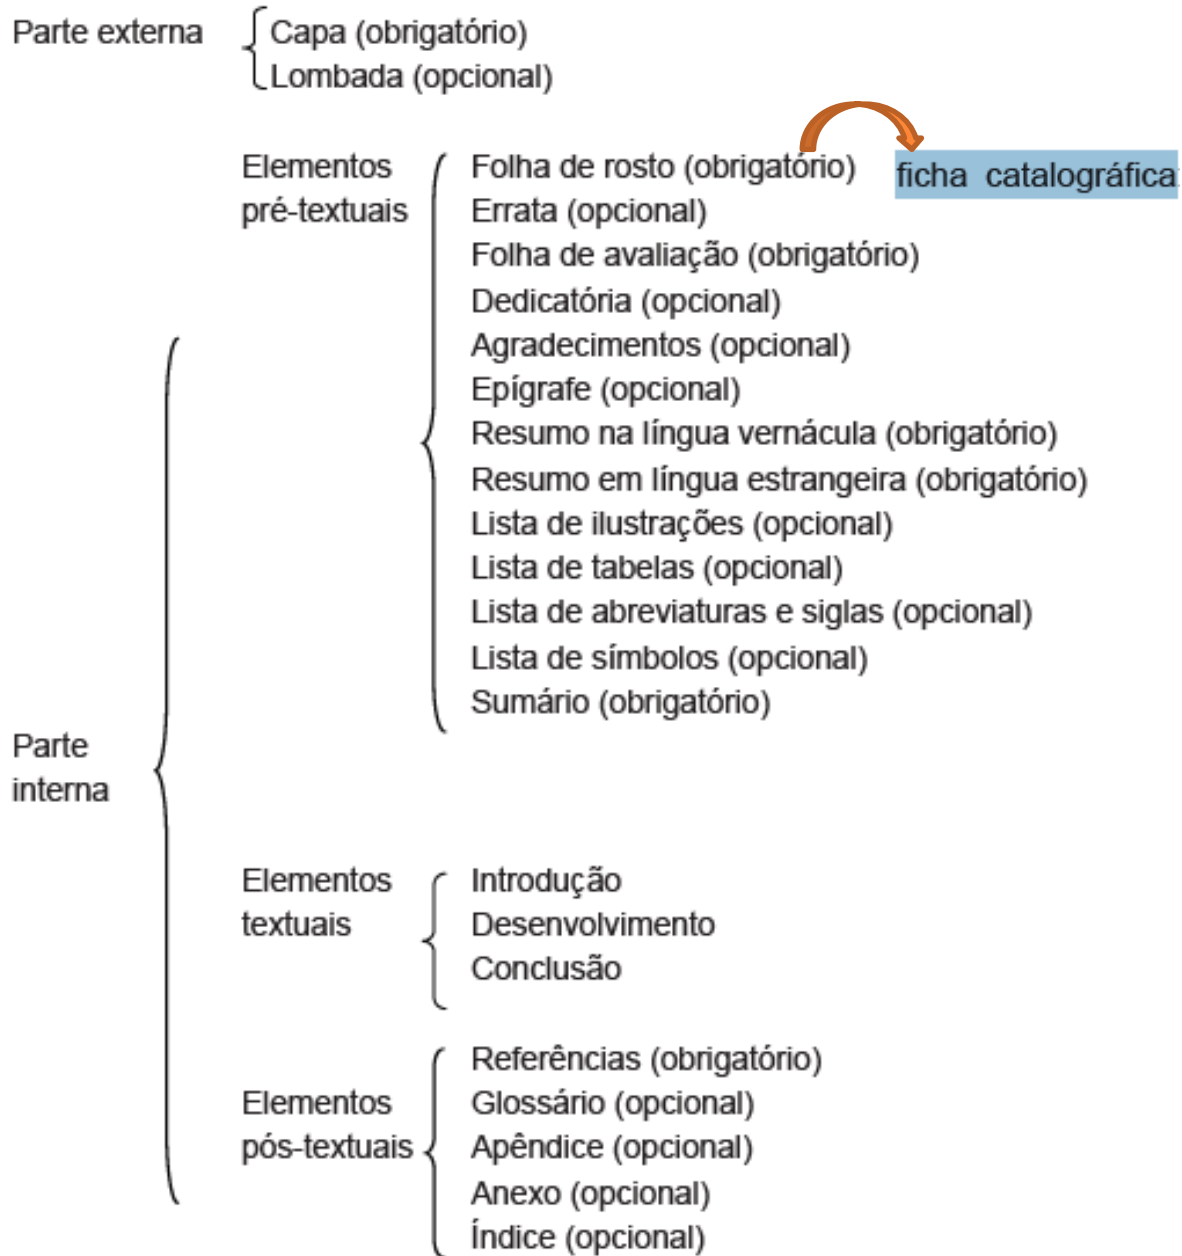 Parte externa
Capa (obrigatório)
Lombada (opcional)
Elementos
pré-textuais
Folha de rosto (obrigatório)
ficha catalográfica
Errata (opcional)
Folha de avaliação (obrigatório)
Dedicatória (opcional)
Agradecimentos (opcional)
Epígrafe (opcional)
Resumo na língua vernácula (obrigatório)
Resumo em língua estrangeira (obrigatório)
Lista de ilustrações (opcional)
Lista de tabelas (opcional)
Lista de abreviaturas e siglas (opcional)
Lista de símbolos (opcional)
Sumário (obrigatório)
Parte
interna
Elementos
textuais
Introdução
Desenvolvimento
Conclusão
Elementos
pós-textuais
Referências (obrigatório)
Glossário (opcional)
Apêndice (opcional)
Anexo (opcional)
Índice (opcional)